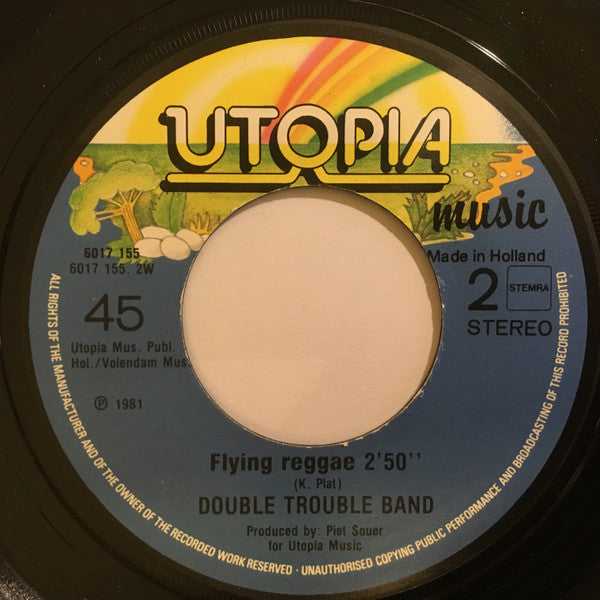 UTOPIA
music
6017 155
6017 155. 2W
Made in Holland
45
2
STEMRA
STEREO
Utopia Mus. Publ.
Hol./Volendam Mus.
℗ 1981
Flying reggae 2'50''
(K. Plat)
DOUBLE TROUBLE BAND
Produced by: Piet Souer
for Utopia Music
ALL RIGHTS OF THE MANUFACTURER AND OF THE OWNER OF THE RECORDED WORK RESERVED · UNAUTHORISED COPYING PUBLIC PERFORMANCE AND BROADCASTING OF THIS RECORD PROHIBITED